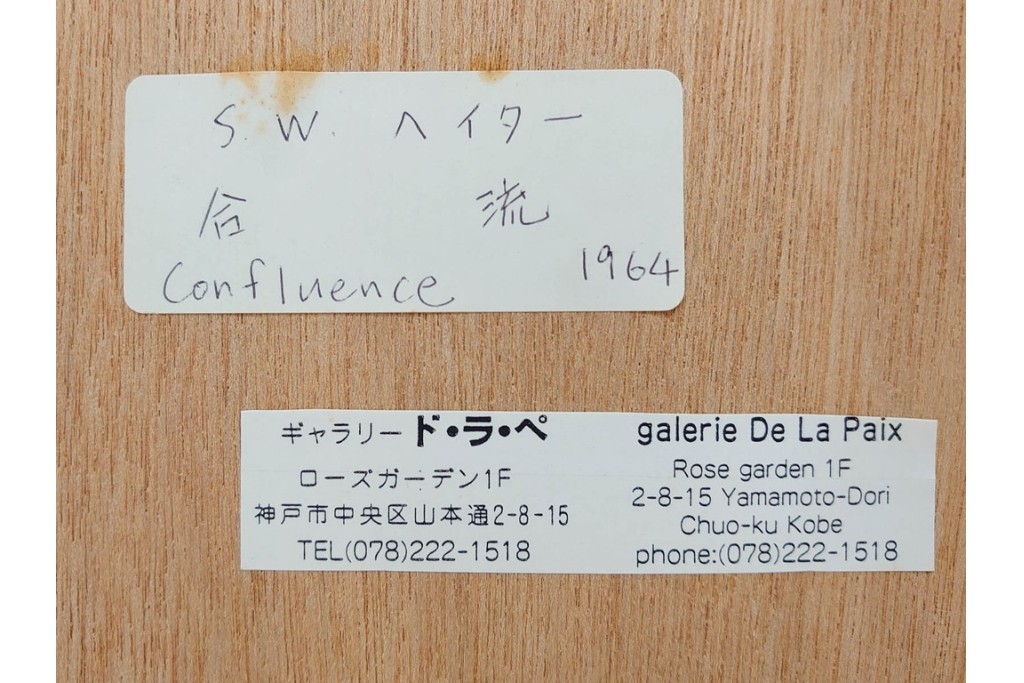 S.W. ヘイター
合 流
Confluence 1964
ギャラリー ド・ラ・ペ
ローズガーデン1F
神戸市中央区山本通2-8-15
TEL(078)222-1518
galerie De La Paix
Rose garden 1F
2-8-15 Yamamoto-Dori
Chuo-ku Kobe
phone:(078)222-1518